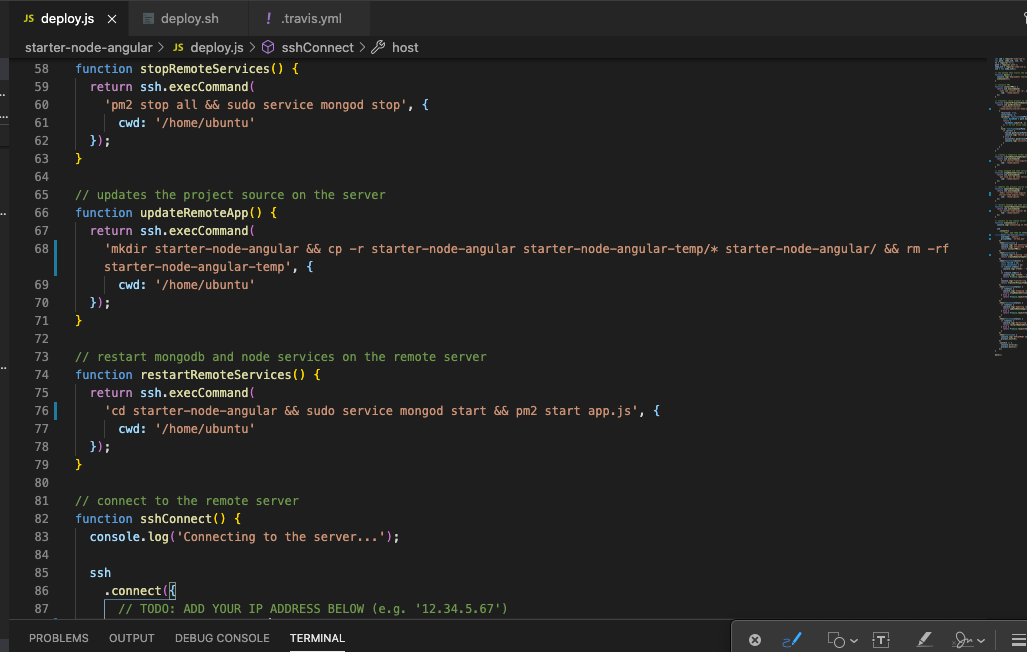 JS deploy.js × deploy.sh ! .travis.yml
starter-node-angular > JS deploy.js > sshConnect > host
58 function stopRemoteServices() {
59 return ssh.execCommand(
60 'pm2 stop all && sudo service mongod stop', {
61 cwd: '/home/ubuntu'
62 });
63 }
64
65 // updates the project source on the server
66 function updateRemoteApp() {
67 return ssh.execCommand(
68 'mkdir starter-node-angular && cp -r starter-node-angular starter-node-angular-temp/* starter-node-angular/ && rm -rf
starter-node-angular-temp', {
69 cwd: '/home/ubuntu'
70 });
71 }
72
73 // restart mongodb and node services on the remote server
74 function restartRemoteServices() {
75 return ssh.execCommand(
76 'cd starter-node-angular && sudo service mongod start && pm2 start app.js', {
77 cwd: '/home/ubuntu'
78 });
79 }
80
81 // connect to the remote server
82 function sshConnect() {
83 console.log('Connecting to the server...');
84
85 ssh
86 .connect({
87 // TODO: ADD YOUR IP ADDRESS BELOW (e.g. '12.34.5.67')
PROBLEMS OUTPUT DEBUG CONSOLE TERMINAL